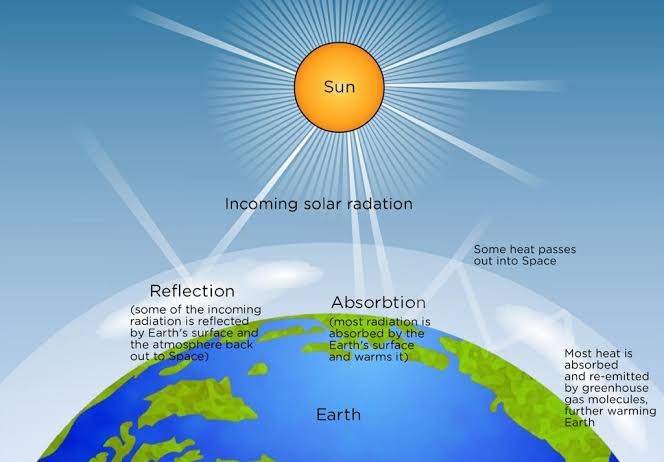 Sun
Incoming solar radation
Some heat passes
out into Space
Reflection
(some of the incoming
radiation is reflected
by Earth's surface and
the atmosphere back
out to Space)
Absorbtion
(most radiation is
absorbed by the
Earth's surface
and warms it)
Most heat is
absorbed
and re-emitted
by greenhouse
gas molecules,
further warming
Earth
Earth